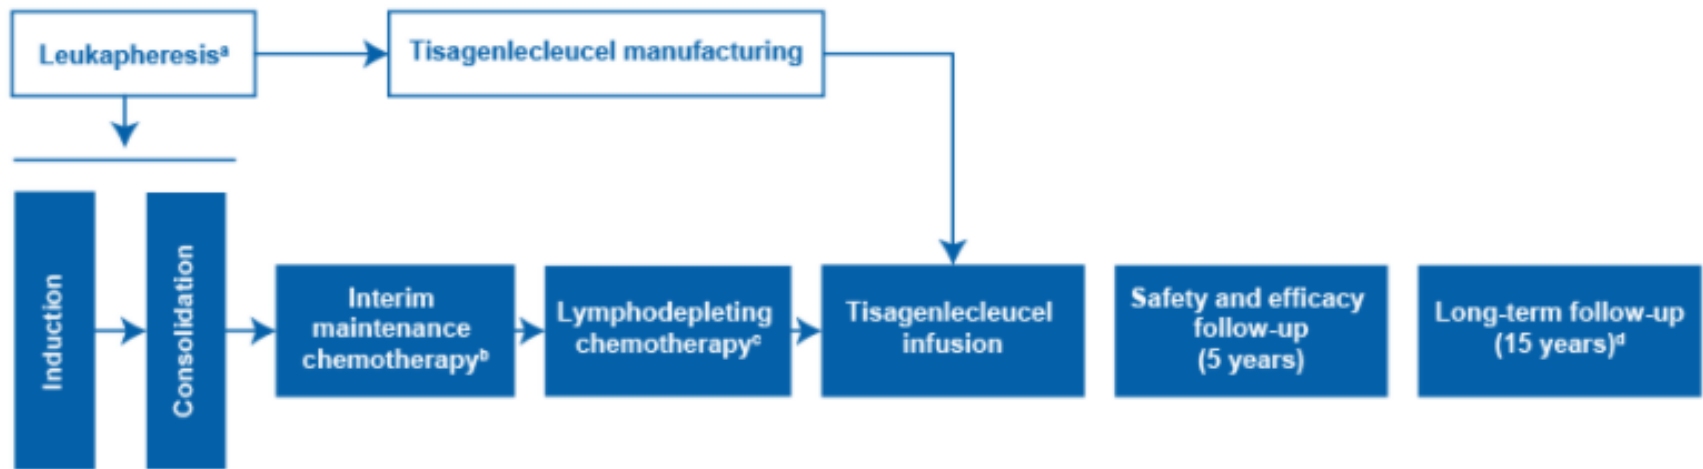 Leukapheresisᵃ
Tisagenlecleucel manufacturing
Induction
Consolidation
Interim
maintenance
chemotherapyᵇ
Lymphodepleting
chemotherapyᶜ
Tisagenlecleucel
infusion
Safety and efficacy
follow-up
(5 years)
Long-term follow-up
(15 years)ᵈ